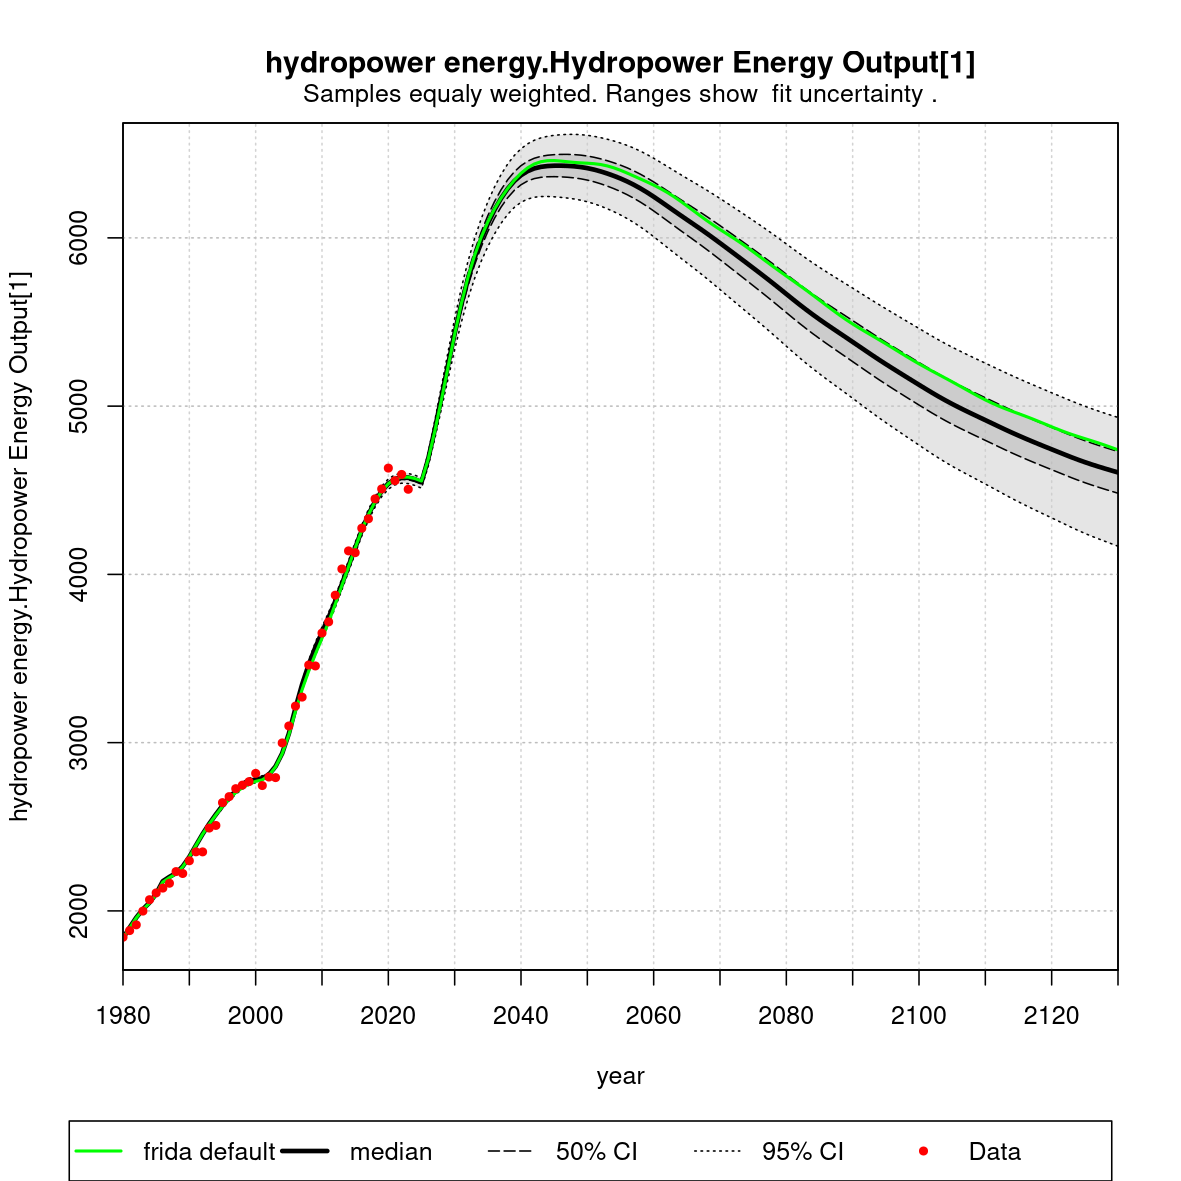 hydropower energy.Hydropower Energy Output[1]
Samples equaly weighted. Ranges show  fit uncertainty .
hydropower energy.Hydropower Energy Output[1]
6000
5000
4000
3000
2000
1980
2000
2020
2040
2060
2080
2100
2120
year
frida default
median
50% CI
95% CI
Data